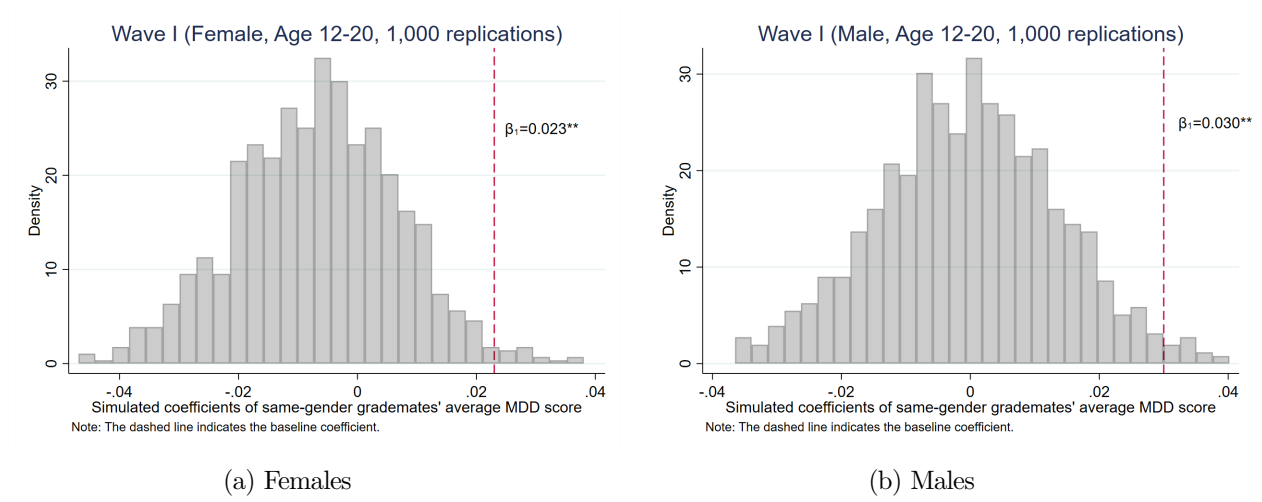 Wave I (Female, Age 12-20, 1,000 replications)
Density
30
20
10
0
β₁=0.023**
-.04 -.02 0 .02 .04
Simulated coefficients of same-gender grademates' average MDD score
Note: The dashed line indicates the baseline coefficient.
(a) Females
Wave I (Male, Age 12-20, 1,000 replications)
Density
30
20
10
0
β₁=0.030**
-.04 -.02 0 .02 .04
Simulated coefficients of same-gender grademates' average MDD score
Note: The dashed line indicates the baseline coefficient.
(b) Males